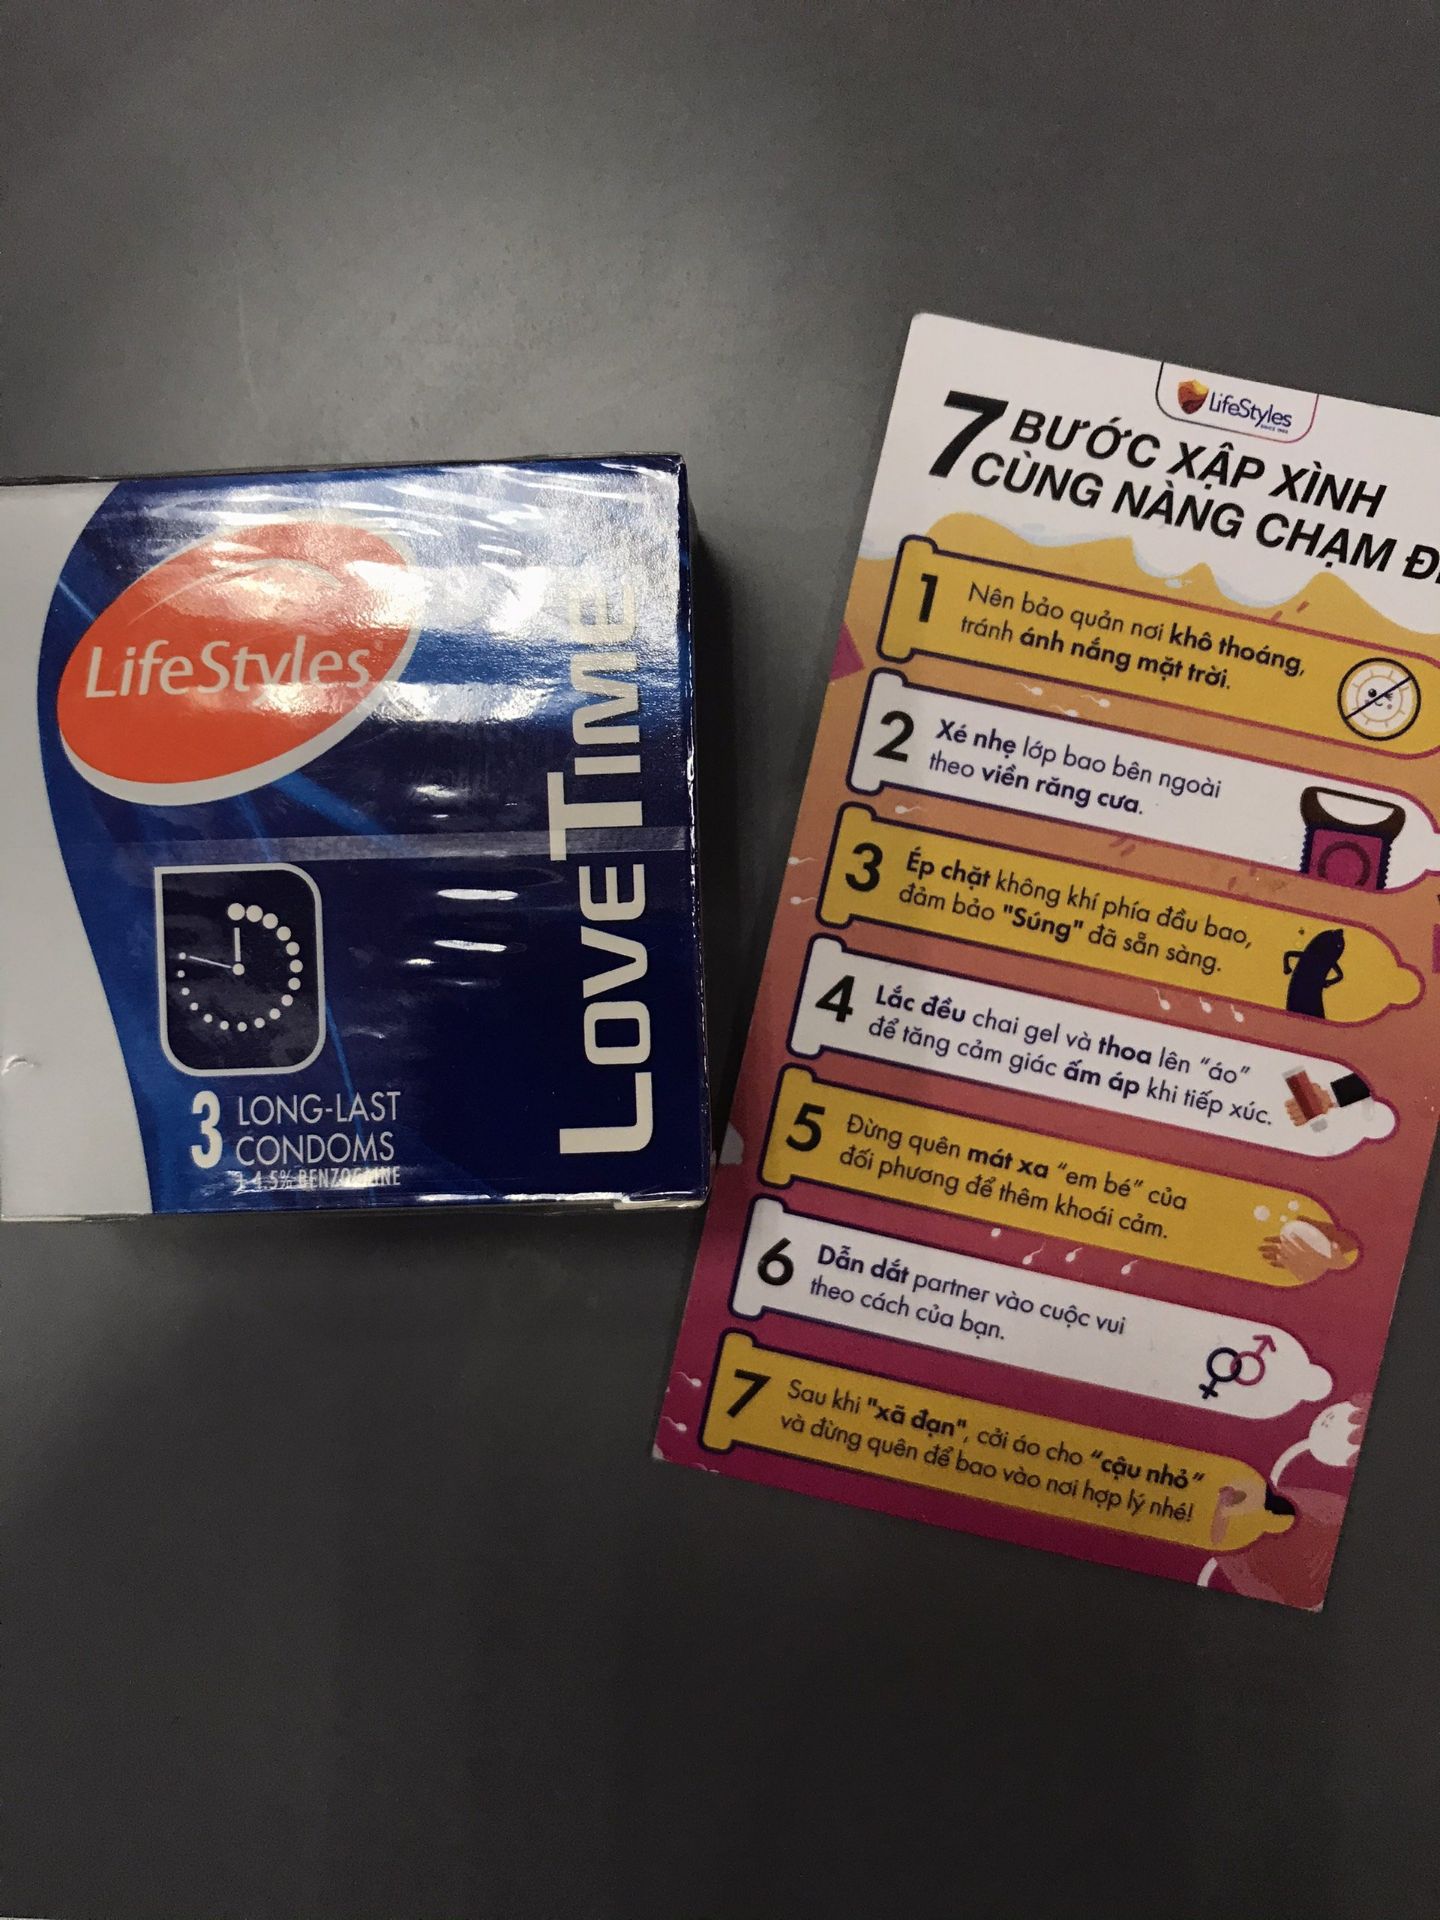 LifeStyles
LOVETIME
3 LONG-LAST
CONDOMS
4.5% BENZOCAINE
LifeStyles
7 BƯỚC XẬP XÌNH
CÙNG NÀNG CHẠM
1 Nên bảo quản nơi khô thoáng,
tránh ánh nắng mặt trời.
2 Xé nhẹ lớp bao bên ngoài
theo viền răng cưa.
3 Ép chặt không khí phía đầu bao,
đảm bảo "Súng" đã sẵn sàng.
4 Lắc đều chai gel và thoa lên “áo”
để tăng cảm giác ấm áp khi tiếp xúc.
5 Đừng quên mát xa “em bé” của
đối phương để thêm khoái cảm.
6 Dẫn dắt partner vào cuộc vui
theo cách của bạn.
7 Sau khi "xã đạn", cởi áo cho “cậu nhỏ”
và đừng quên để bao vào nơi hợp lý nhé!